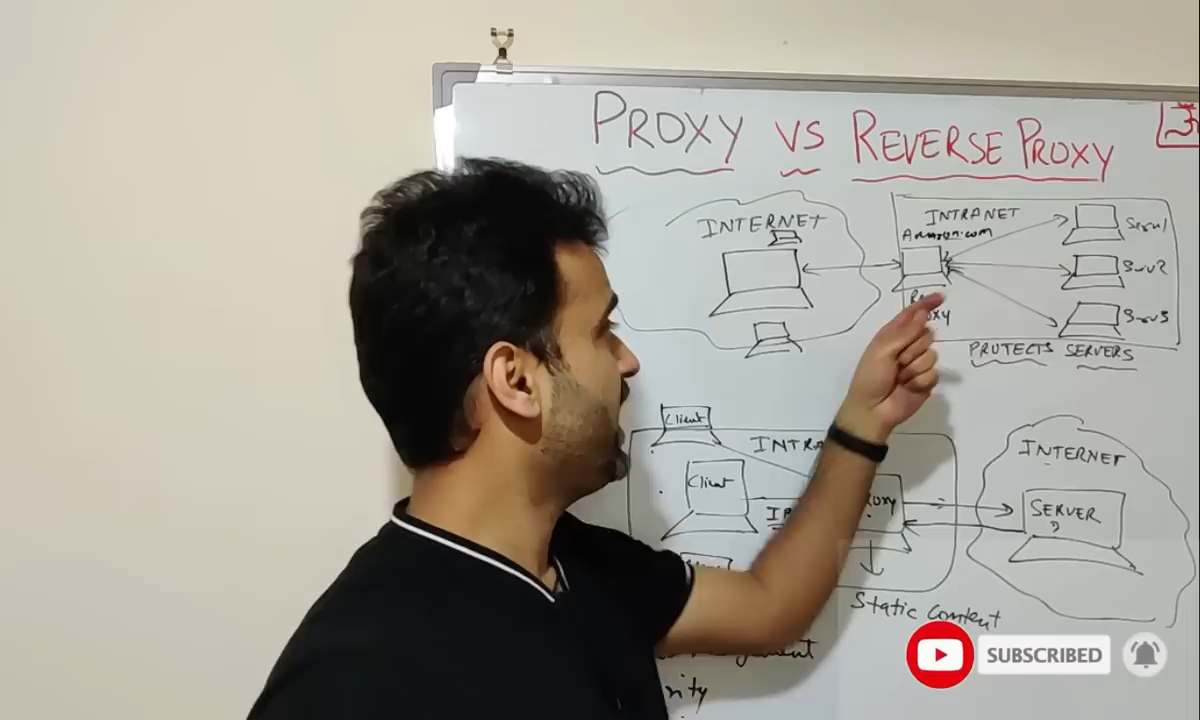 PROXY VS REVERSE PROXY
INTERNET
INTRANET
Amazon.com
Serv1
Serv2
Serv3
PROTECTS SERVERS
Client
INTRA
Client
INTERNET
SERVER
?
Static Content
SUBSCRIBED